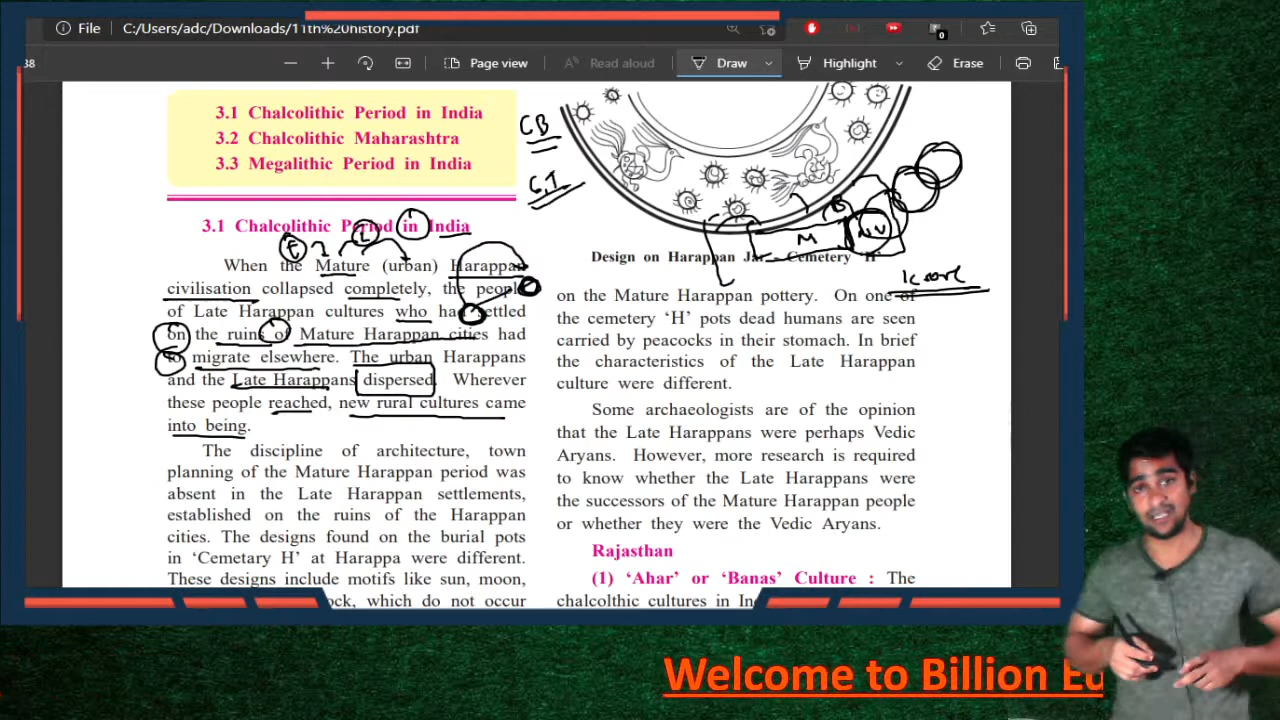 File C:/Users/adc/Downloads/11th%20history.pdf
38
Page view
Read aloud
Draw
Highlight
Erase
0
3.1 Chalcolithic Period in India
3.2 Chalcolithic Maharashtra
3.3 Megalithic Period in India
3.1 Chalcolithic Period in India
When the Mature (urban) Harappan
civilisation collapsed completely, the people
of Late Harappan cultures who had settled
on the ruins of Mature Harappan cities had
to migrate elsewhere. The urban Harappans
and the Late Harappans dispersed. Wherever
these people reached, new rural cultures came
into being.
The discipline of architecture, town
planning of the Mature Harappan period was
absent in the Late Harappan settlements,
established on the ruins of the Harappan
cities. The designs found on the burial pots
in ‘Cemetary H’ at Harappa were different.
These designs include motifs like sun, moon,
which do not occur
CB
E
L
M
Design on Harappan Jar - Cemetery ‘H’
on the Mature Harappan pottery. On one of
the cemetery ‘H’ pots dead humans are seen
carried by peacocks in their stomach. In brief
the characteristics of the Late Harappan
culture were different.
Some archaeologists are of the opinion
that the Late Harappans were perhaps Vedic
Aryans. However, more research is required
to know whether the Late Harappans were
the successors of the Mature Harappan people
or whether they were the Vedic Aryans.
Rajasthan
(1) ‘Ahar’ or ‘Banas’ Culture : The
chalcolthic cultures in
Welcome to Billion